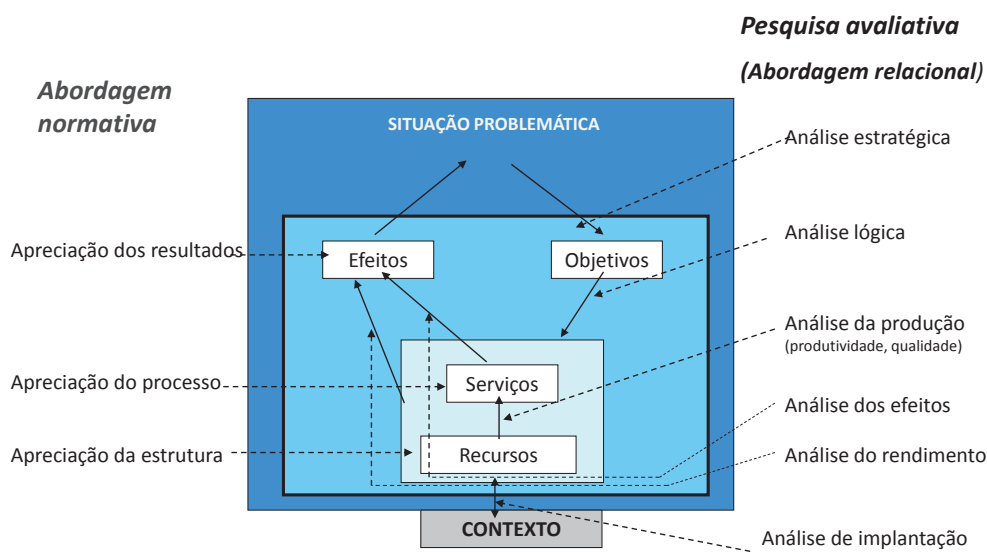 Pesquisa avaliativa
(Abordagem relacional)
Abordagem
normativa
SITUAÇÃO PROBLEMÁTICA
Análise estratégica
Apreciação dos resultados
Efeitos
Objetivos
Análise lógica
Análise da produção
(produtividade, qualidade)
Apreciação do processo
Serviços
Análise dos efeitos
Apreciação da estrutura
Recursos
Análise do rendimento
CONTEXTO
Análise de implantação